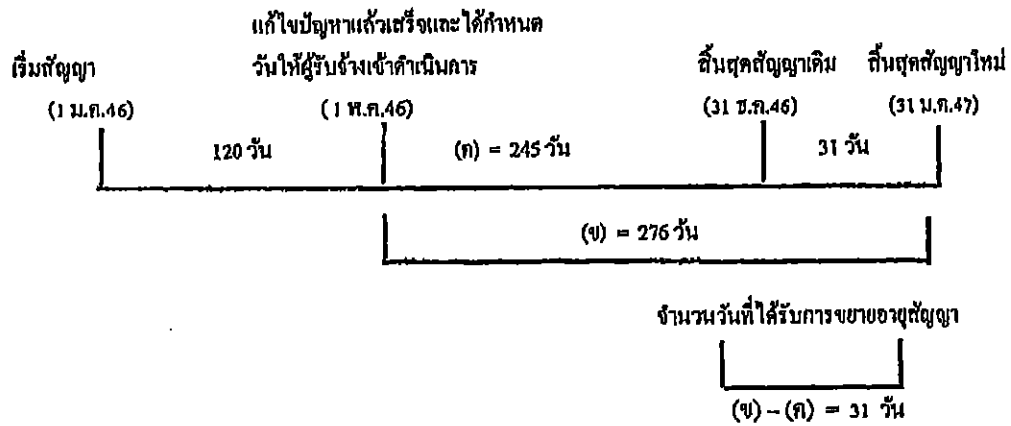 แก้ไขปัญหาแล้วเสร็จและได้กำหนด
เริ่มสัญญา วันให้ผู้รับจ้างเข้าดำเนินการ สิ้นสุดสัญญาเดิม สิ้นสุดสัญญาใหม่
(1 ม.ค.46) (1 พ.ค.46) (31 ธ.ค.46) (31 ม.ค.47)
120 วัน (ค) = 245 วัน 31 วัน
(ข) = 276 วัน
จำนวนวันที่ได้รับการขยายอายุสัญญา
(ข) – (ค) = 31 วัน